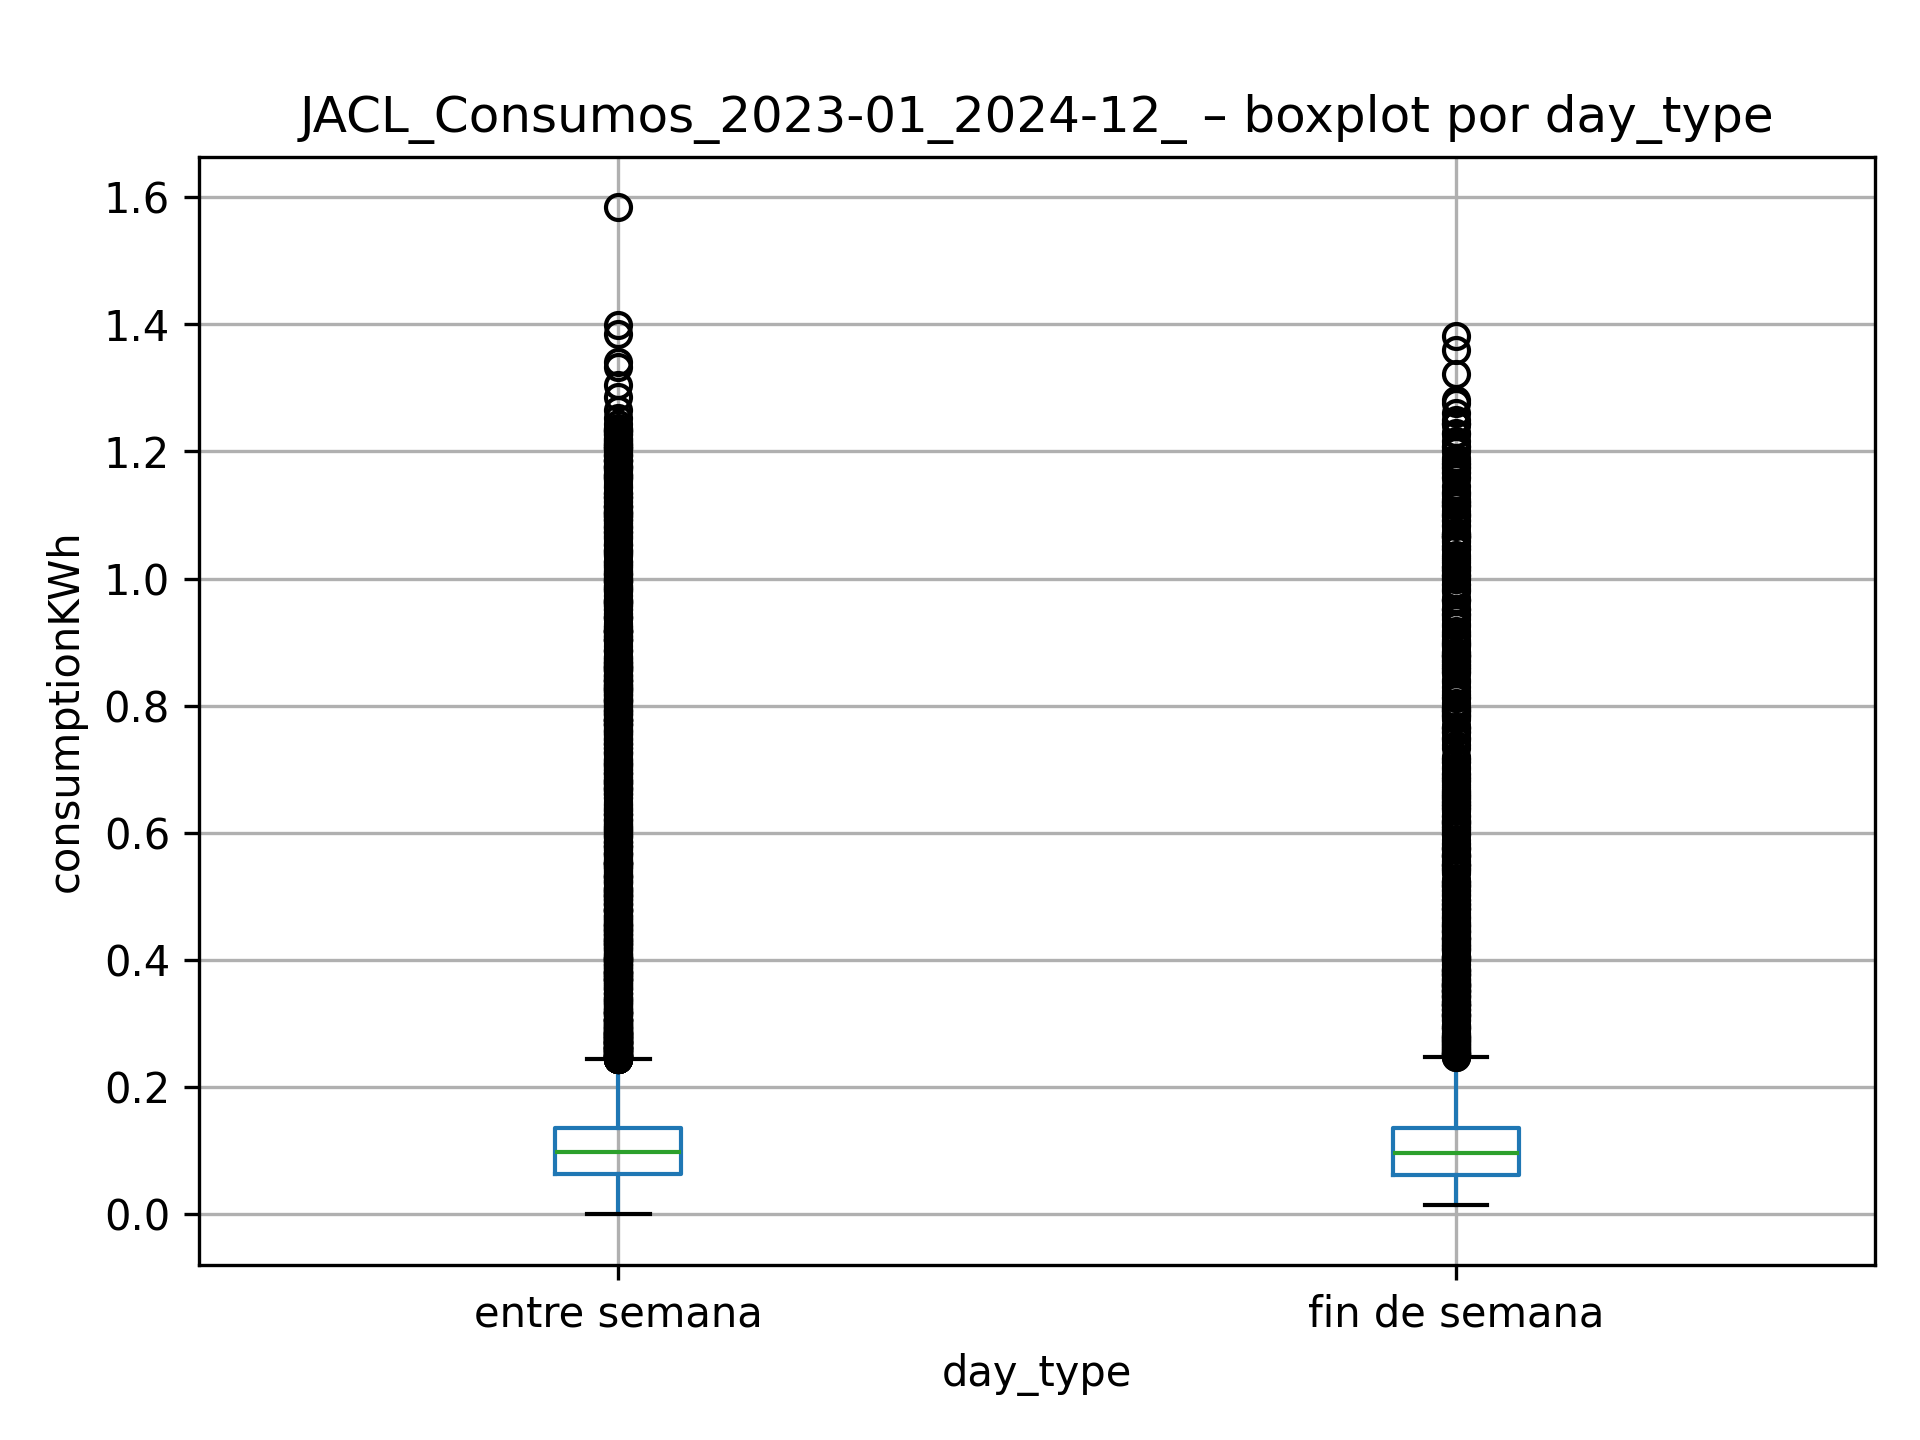 JACL_Consumos_2023-01_2024-12_ – boxplot por day_type
1.6
1.4
1.2
1.0
0.8
0.6
0.4
0.2
0.0
consumptionKWh
entre semana
fin de semana
day_type